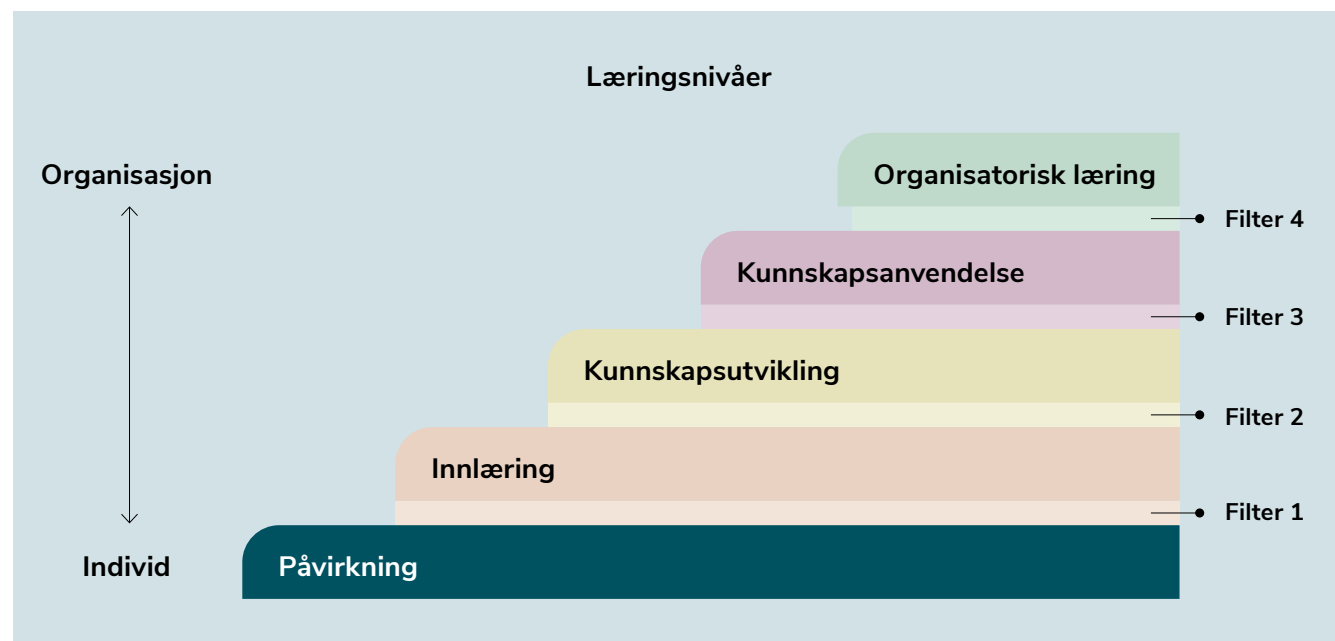 Læringsnivåer
Organisasjon
Organisatorisk læring
Filter 4
Kunnskapsanvendelse
Filter 3
Kunnskapsutvikling
Filter 2
Innlæring
Filter 1
Individ
Påvirkning